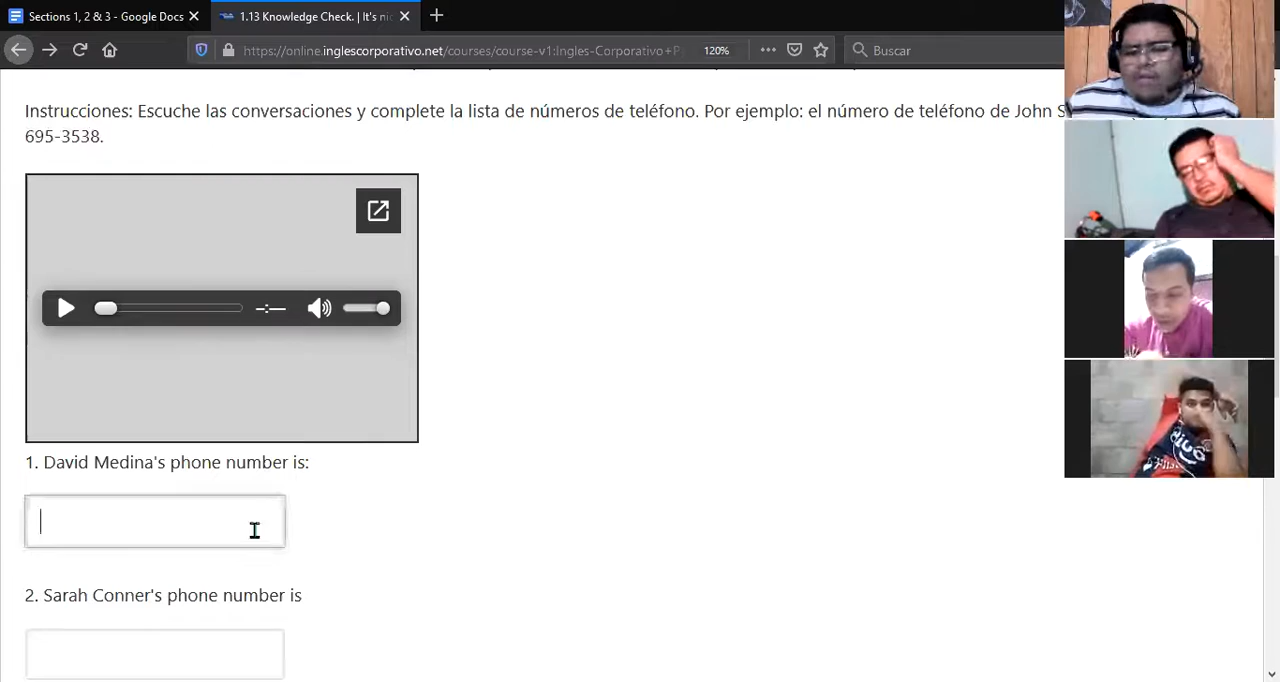 Sections 1, 2 & 3 - Google Docs
1.13 Knowledge Check. | It's nic
https://online.inglescorporativo.net/courses/course-v1:Ingles-Corporativo+P
120%
Buscar
Instrucciones: Escuche las conversaciones y complete la lista de números de teléfono. Por ejemplo: el número de teléfono de John S
695-3538.
-:--
1. David Medina's phone number is:
2. Sarah Conner's phone number is